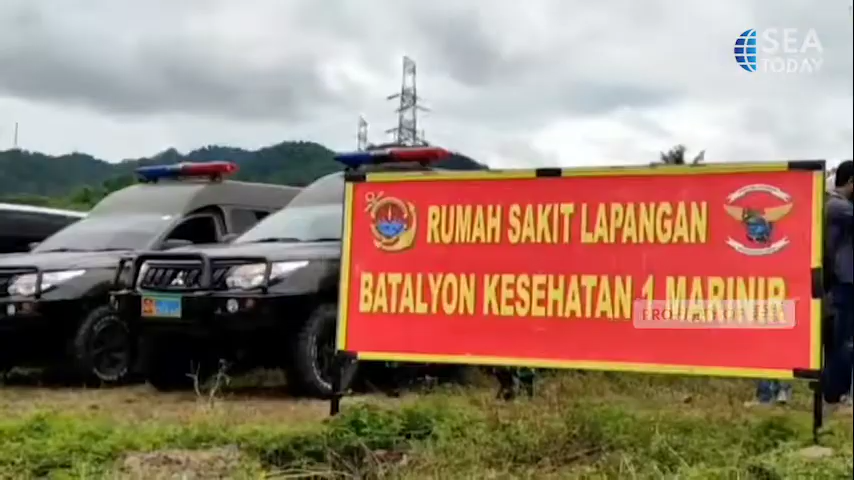 SEA
TODAY
RUMAH SAKIT LAPANGAN
BATALYON KESEHATAN 1 MARINIR